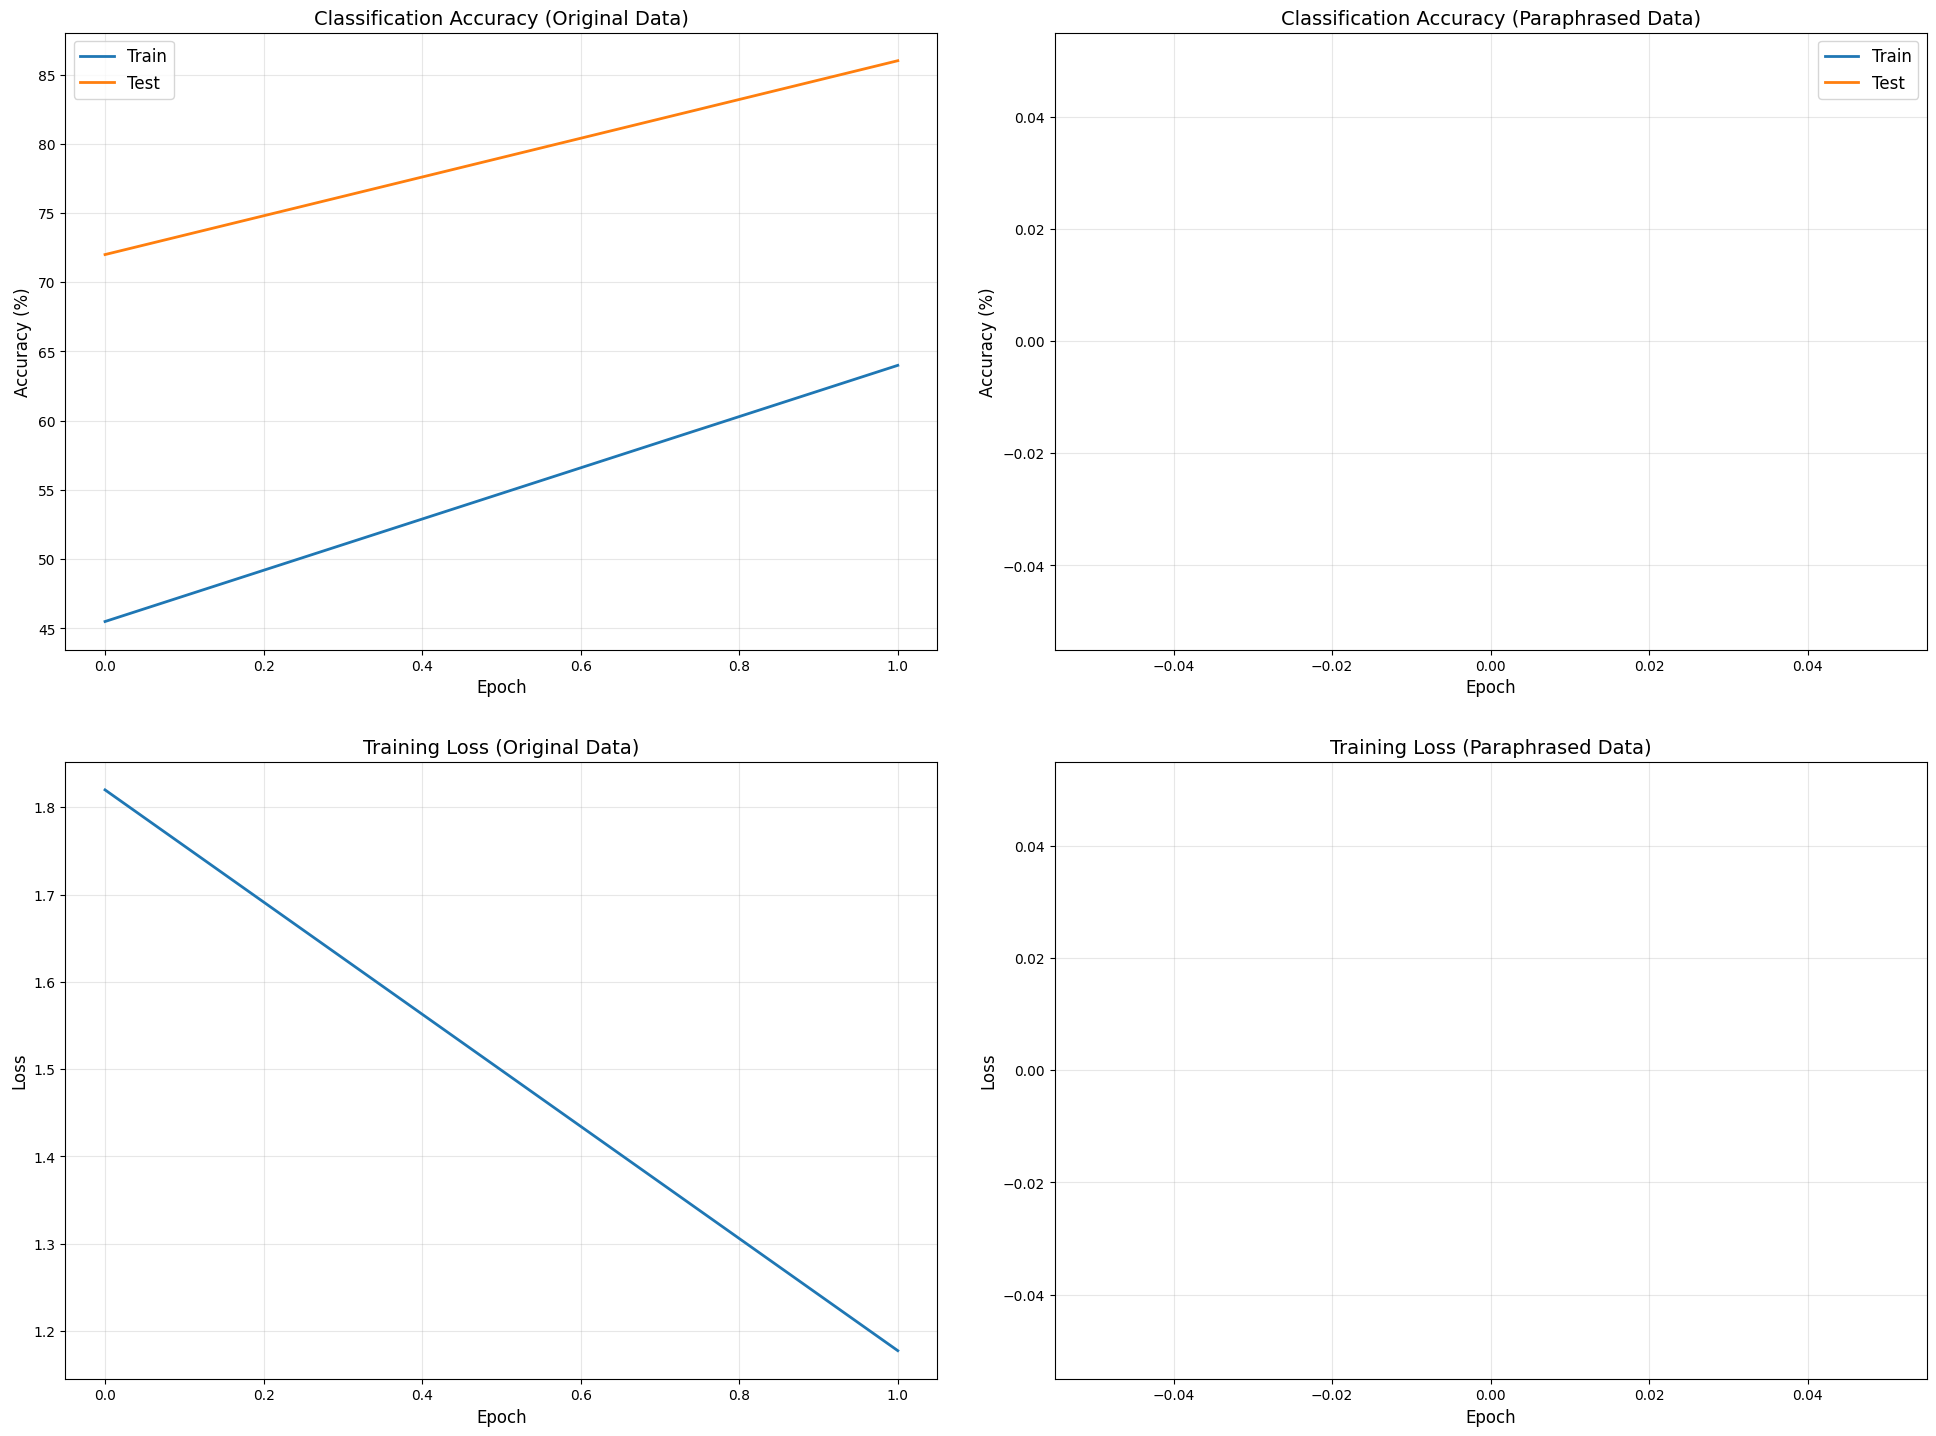 Classification Accuracy (Original Data)
Train
Test
85
80
75
70
65
60
55
50
45
Accuracy (%)
0.0 0.2 0.4 0.6 0.8 1.0
Epoch
Classification Accuracy (Paraphrased Data)
Train
Test
0.04
0.02
0.00
−0.02
−0.04
Accuracy (%)
−0.04 −0.02 0.00 0.02 0.04
Epoch
Training Loss (Original Data)
1.8
1.7
1.6
1.5
1.4
1.3
1.2
Loss
0.0 0.2 0.4 0.6 0.8 1.0
Epoch
Training Loss (Paraphrased Data)
0.04
0.02
0.00
−0.02
−0.04
Loss
−0.04 −0.02 0.00 0.02 0.04
Epoch